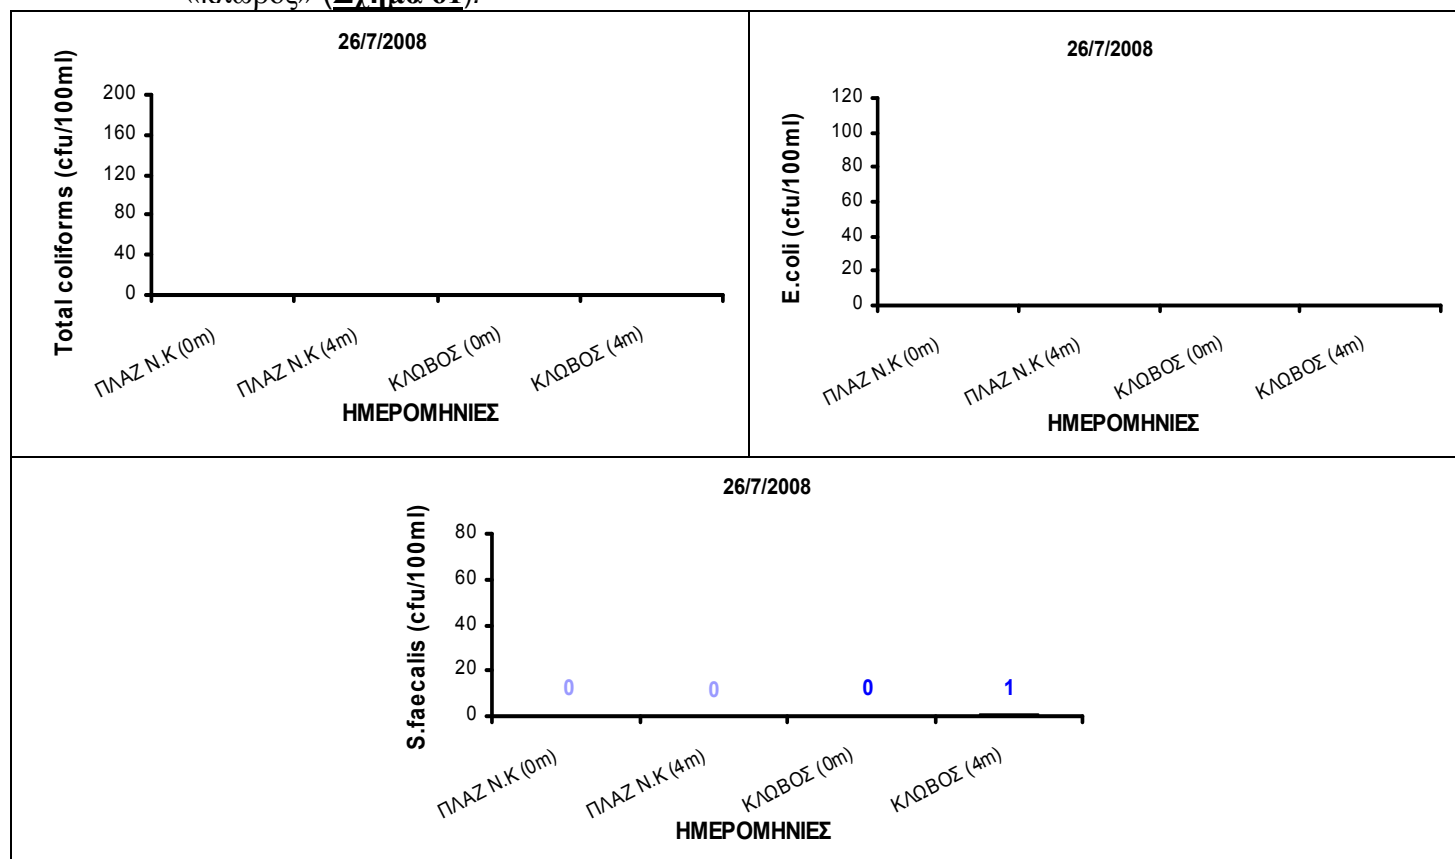 «κλωβός» (Σχήμα 61).
26/7/2008
Total coliforms (cfu/100ml)
200
160
120
80
40
0
ΠΛΑΖ Ν.Κ (0m)
ΠΛΑΖ Ν.Κ (4m)
ΚΛΩΒΟΣ (0m)
ΚΛΩΒΟΣ (4m)
ΗΜΕΡΟΜΗΝΙΕΣ
26/7/2008
E.coli (cfu/100ml)
120
100
80
60
40
20
0
ΠΛΑΖ Ν.Κ (0m)
ΠΛΑΖ Ν.Κ (4m)
ΚΛΩΒΟΣ (0m)
ΚΛΩΒΟΣ (4m)
ΗΜΕΡΟΜΗΝΙΕΣ
26/7/2008
S.faecalis (cfu/100ml)
80
60
40
20
0
0 0 0 1
ΠΛΑΖ Ν.Κ (0m)
ΠΛΑΖ Ν.Κ (4m)
ΚΛΩΒΟΣ (0m)
ΚΛΩΒΟΣ (4m)
ΗΜΕΡΟΜΗΝΙΕΣ